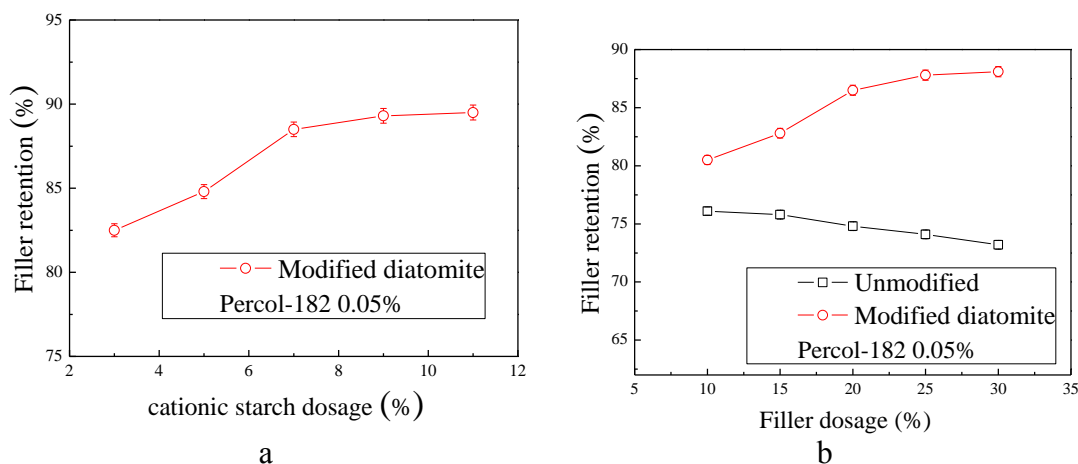 95
90
85
80
75
Filler retention (%)
Modified diatomite
Percol-182 0.05%
2 4 6 8 10 12
cationic starch dosage (%)
a
90
85
80
75
70
65
Filler retention (%)
Unmodified
Modified diatomite
Percol-182 0.05%
5 10 15 20 25 30 35
Filler dosage (%)
b